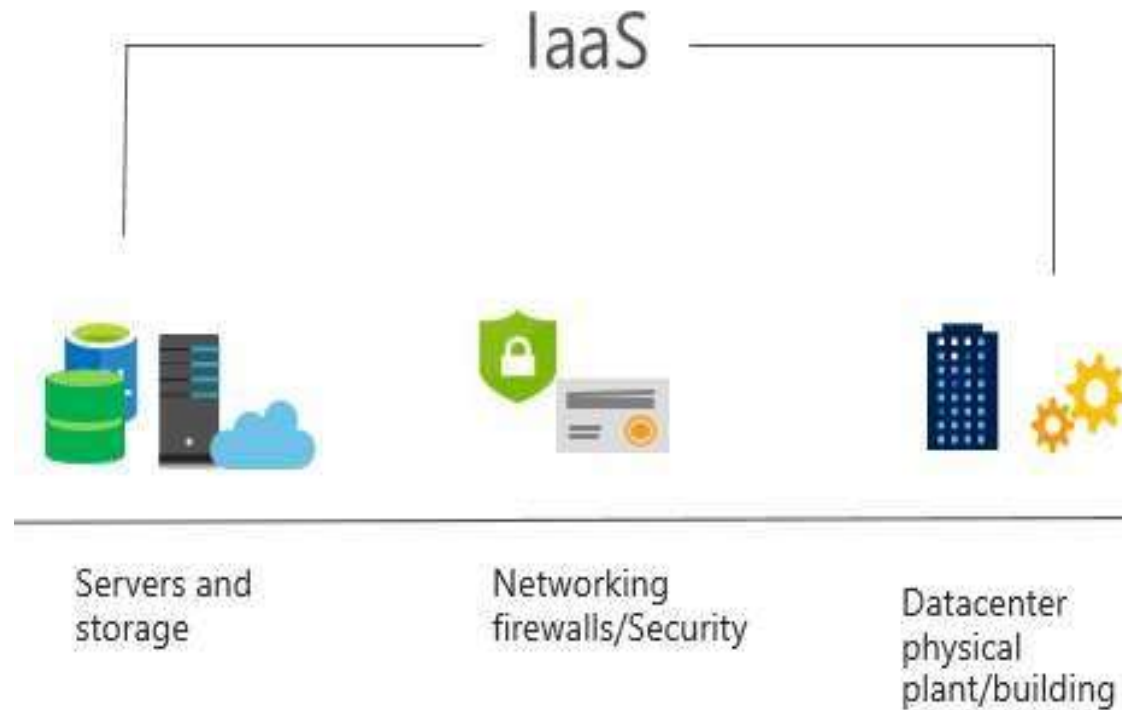 IaaS
Servers and
storage
Networking
firewalls/Security
Datacenter
physical
plant/building